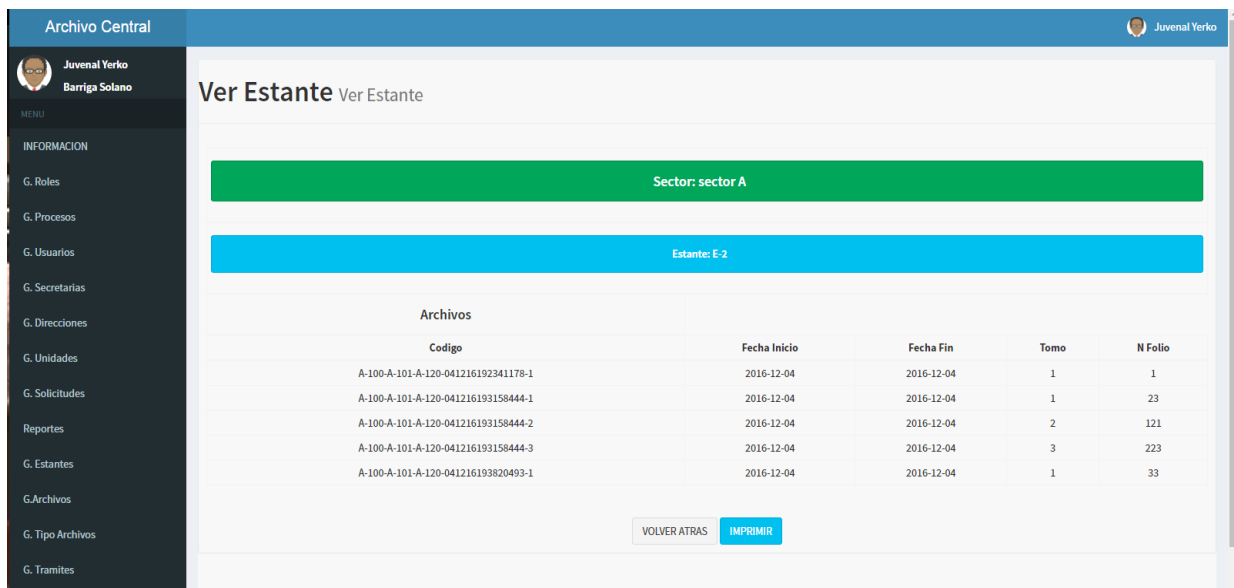 Archivo Central
Juvenal Yerko
Juvenal Yerko
Barriga Solano
MENU
INFORMACION
G. Roles
G. Procesos
G. Usuarios
G. Secretarias
G. Direcciones
G. Unidades
G. Solicitudes
Reportes
G. Estantes
G.Archivos
G. Tipo Archivos
G. Tramites
Ver Estante Ver Estante
Sector: sector A
Estante: E-2
Archivos
Codigo Fecha Inicio Fecha Fin Tomo N Folio
A-100-A-101-A-120-041216192341178-1 2016-12-04 2016-12-04 1 1
A-100-A-101-A-120-041216193158444-1 2016-12-04 2016-12-04 1 23
A-100-A-101-A-120-041216193158444-2 2016-12-04 2016-12-04 2 121
A-100-A-101-A-120-041216193158444-3 2016-12-04 2016-12-04 3 223
A-100-A-101-A-120-041216193820493-1 2016-12-04 2016-12-04 1 33
VOLVER ATRAS IMPRIMIR